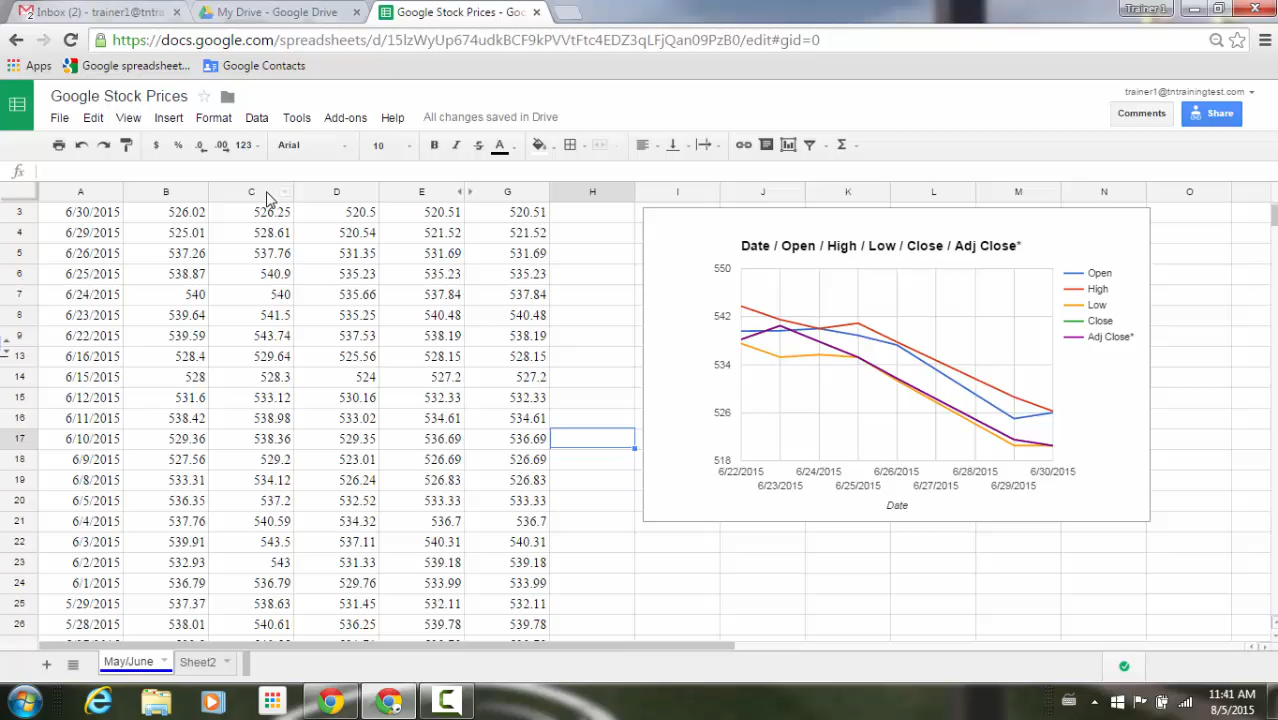 Inbox (2) - trainer1@tntrai
My Drive - Google Drive
Google Stock Prices - Goo
Trainer 1
https://docs.google.com/spreadsheets/d/15lzWyUp674udkBCF9kPVVtFtc4EDZ3qLFjQan09PzB0/edit#gid=0
Apps
Google spreadsheet...
Google Contacts
Google Stock Prices
trainer1@tntrainingtest.com
File Edit View Insert Format Data Tools Add-ons Help All changes saved in Drive
Comments
Share
$ % .0 .00 123 Arial 10 B I S A Σ
fx
A B C D E G H I J K L M N O
3 6/30/2015 526.02 526.25 520.5 520.51 520.51
4 6/29/2015 525.01 528.61 520.54 521.52 521.52
5 6/26/2015 537.26 537.76 531.35 531.69 531.69
6 6/25/2015 538.87 540.9 535.23 535.23 535.23
7 6/24/2015 540 540 535.66 537.84 537.84
8 6/23/2015 539.64 541.5 535.25 540.48 540.48
9 6/22/2015 539.59 543.74 537.53 538.19 538.19
13 6/16/2015 528.4 529.64 525.56 528.15 528.15
14 6/15/2015 528 528.3 524 527.2 527.2
15 6/12/2015 531.6 533.12 530.16 532.33 532.33
16 6/11/2015 538.42 538.98 533.02 534.61 534.61
17 6/10/2015 529.36 538.36 529.35 536.69 536.69
18 6/9/2015 527.56 529.2 523.01 526.69 526.69
19 6/8/2015 533.31 534.12 526.24 526.83 526.83
20 6/5/2015 536.35 537.2 532.52 533.33 533.33
21 6/4/2015 537.76 540.59 534.32 536.7 536.7
22 6/3/2015 539.91 543.5 537.11 540.31 540.31
23 6/2/2015 532.93 543 531.33 539.18 539.18
24 6/1/2015 536.79 536.79 529.76 533.99 533.99
25 5/29/2015 537.37 538.63 531.45 532.11 532.11
26 5/28/2015 538.01 540.61 536.25 539.78 539.78
Date / Open / High / Low / Close / Adj Close*
550
542
534
526
518
Open
High
Low
Close
Adj Close*
6/22/2015 6/24/2015 6/26/2015 6/28/2015 6/30/2015
6/23/2015 6/25/2015 6/27/2015 6/29/2015
Date
May/June
Sheet2
11:41 AM
8/5/2015